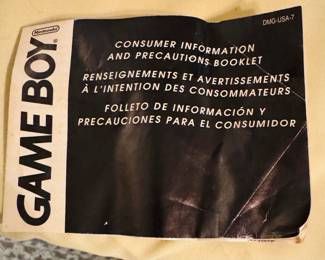 DMG-USA-7
Nintendo
GAME BOY
CONSUMER INFORMATION
AND PRECAUTIONS BOOKLET
RENSEIGNEMENTS ET AVERTISSEMENTS
À L'INTENTION DES CONSOMMATEURS
FOLLETO DE INFORMACIÓN Y
PRECAUCIONES PARA EL CONSUMIDOR